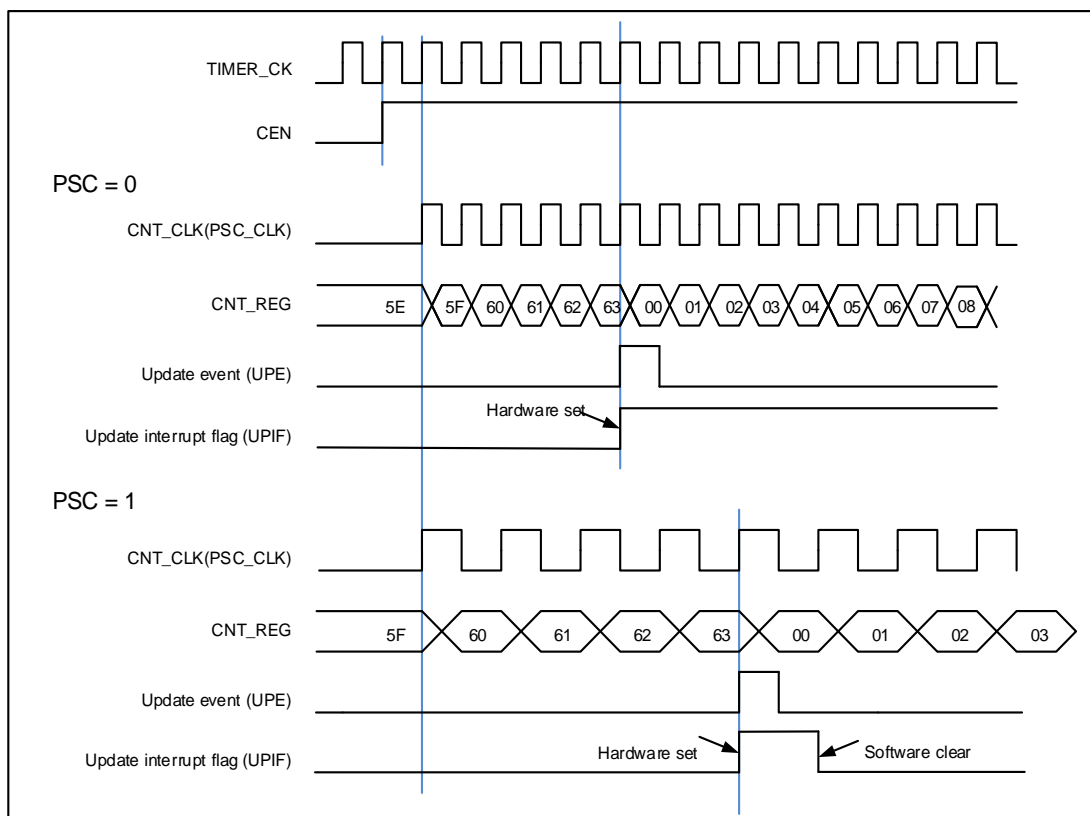 TIMER_CK
CEN
PSC = 0
CNT_CLK(PSC_CLK)
CNT_REG 5E 5F 60 61 62 63 00 01 02 03 04 05 06 07 08
Update event (UPE)
Hardware set
Update interrupt flag (UPIF)
PSC = 1
CNT_CLK(PSC_CLK)
CNT_REG 5F 60 61 62 63 00 01 02 03
Update event (UPE)
Update interrupt flag (UPIF) Hardware set Software clear